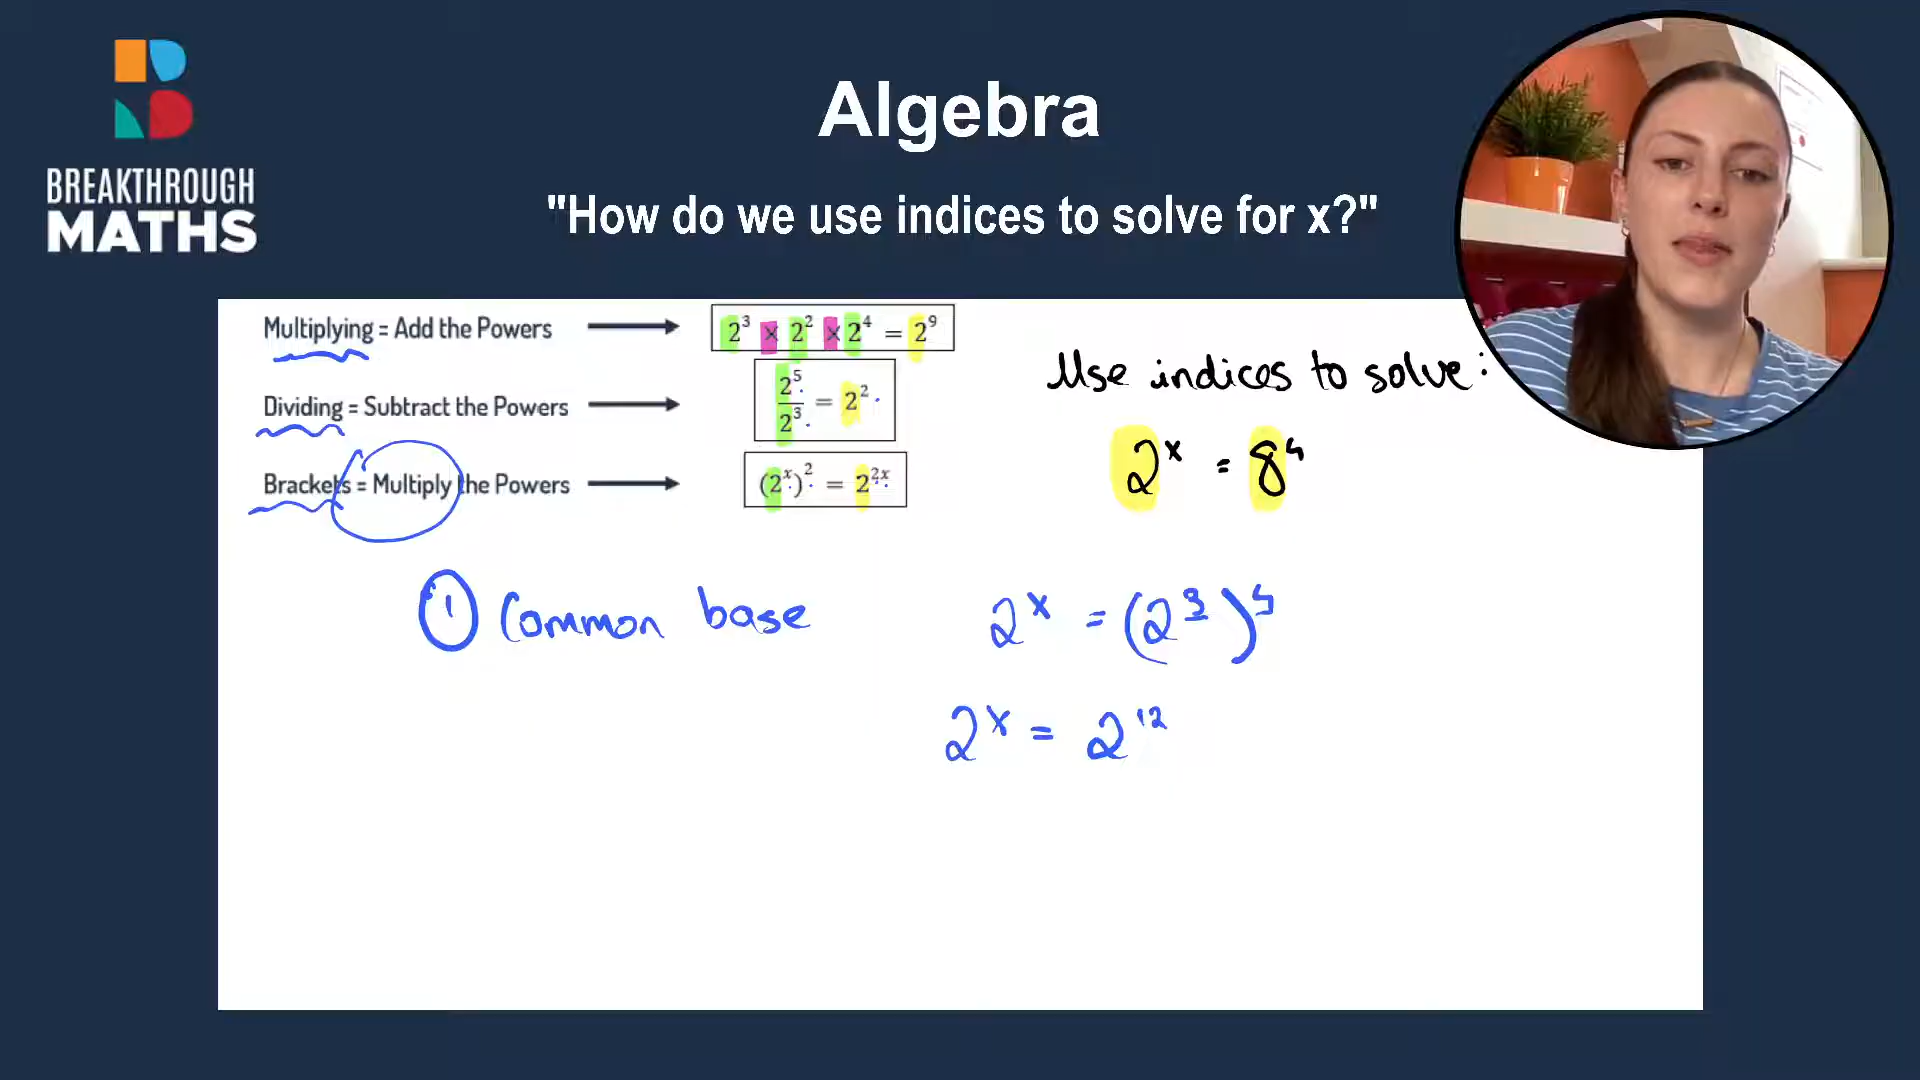 BREAKTHROUGH
MATHS
Algebra
"How do we use indices to solve for x?"
Multiplying = Add the Powers
2³ × 2² × 2⁴ = 2⁹
Dividing = Subtract the Powers
2⁵/2³ = 2²
Brackets = Multiply the Powers
(2ˣ)² = 2²ˣ
Use indices to solve:
2ˣ = 8⁴
① Common base
2ˣ = (2³)⁴
2ˣ = 2¹²